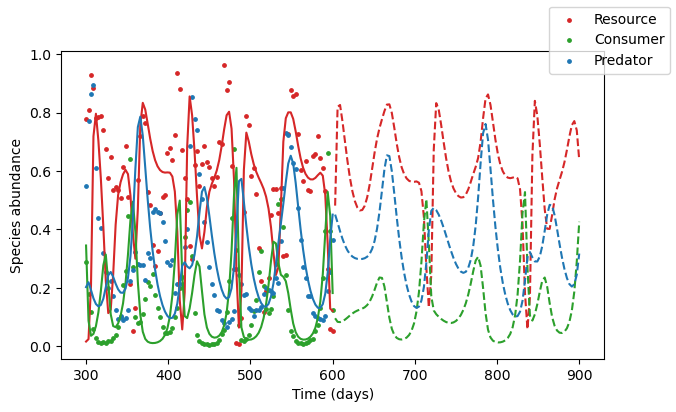 Resource
Consumer
Predator
1.0
0.8
0.6
0.4
0.2
0.0
Species abundance
300 400 500 600 700 800 900
Time (days)